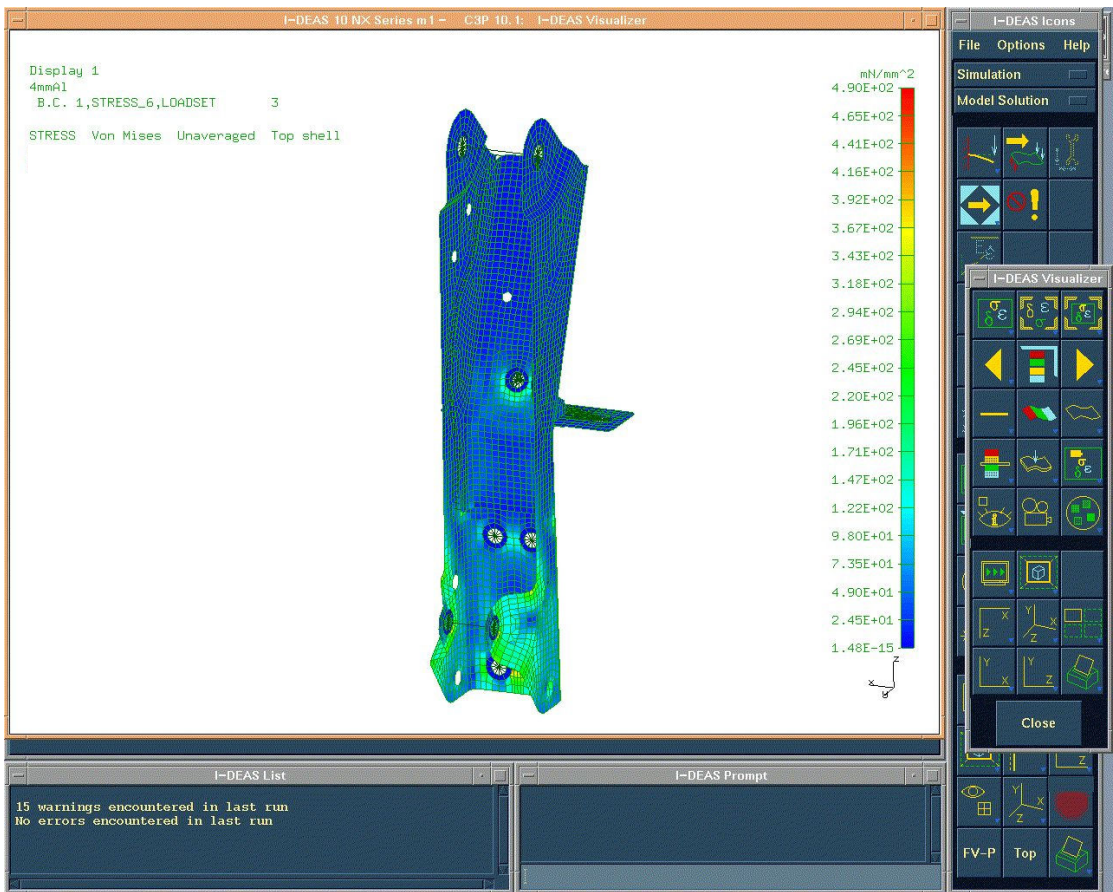 I-DEAS 10 NX Series m1 - C3P 10.1: I-DEAS Visualizer
Display 1
4mmAl
B.C. 1,STRESS_6,LOADSET 3
STRESS Von Mises Unaveraged Top shell
mN/mm^2
4.90E+02
4.65E+02
4.41E+02
4.16E+02
3.92E+02
3.67E+02
3.43E+02
3.18E+02
2.94E+02
2.69E+02
2.45E+02
2.20E+02
1.96E+02
1.71E+02
1.47E+02
1.22E+02
9.80E+01
7.35E+01
4.90E+01
2.45E+01
1.48E-15
z
x
y
I-DEAS Icons
File Options Help
Simulation
Model Solution
I-DEAS Visualizer
σ
δ ε
δ ε
σ
σ
δ ε
σ
δ ε
X
Z
Y
X
Z
Y
X
Y
Z
Close
Y
X
Z
FV-P Top
I-DEAS List
15 warnings encountered in last run
No errors encountered in last run
I-DEAS Prompt